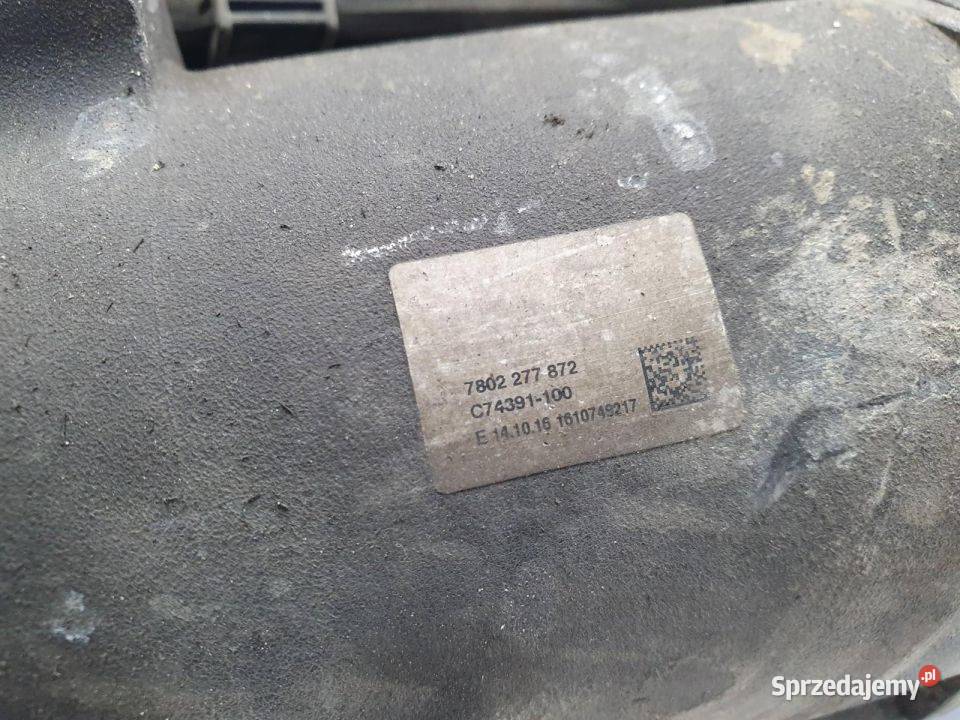 7802 277 872
C74391-100
E 14.10.16 1610749217
Sprzedajemy.pl